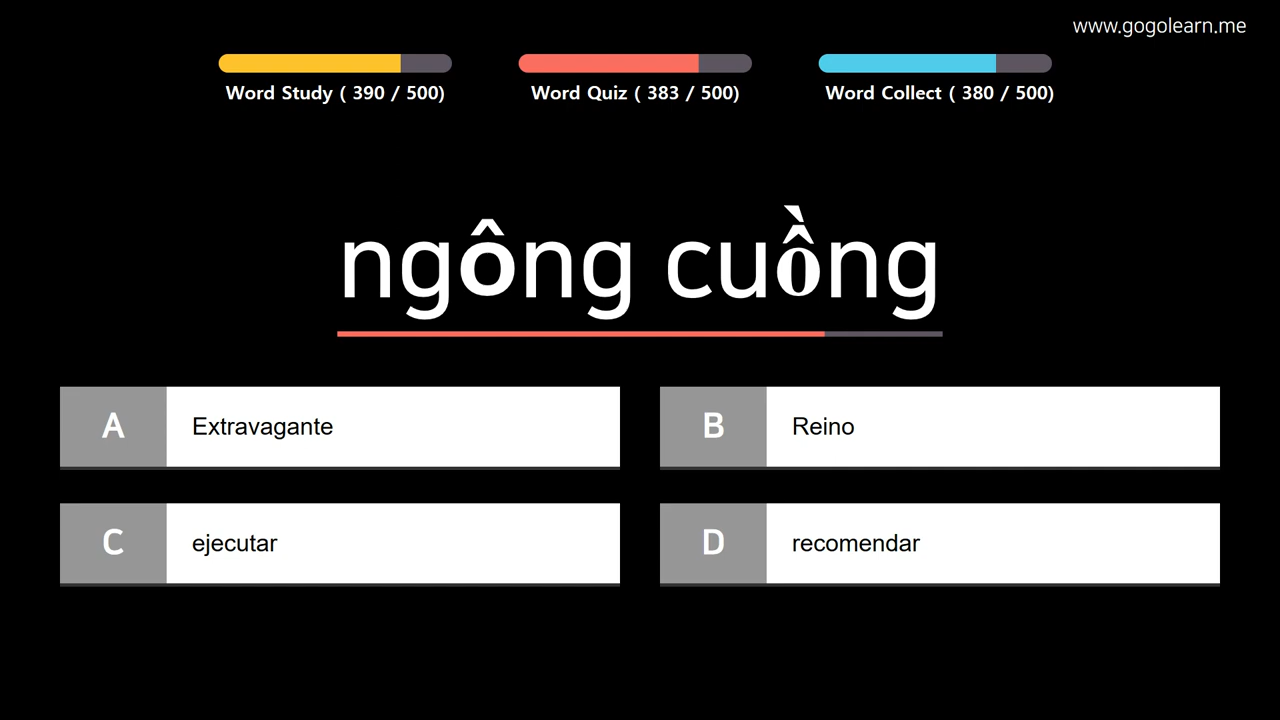 www.gogolearn.me
Word Study ( 390 / 500)
Word Quiz ( 383 / 500)
Word Collect ( 380 / 500)
ngông cuồng
A Extravagante
B Reino
C ejecutar
D recomendar